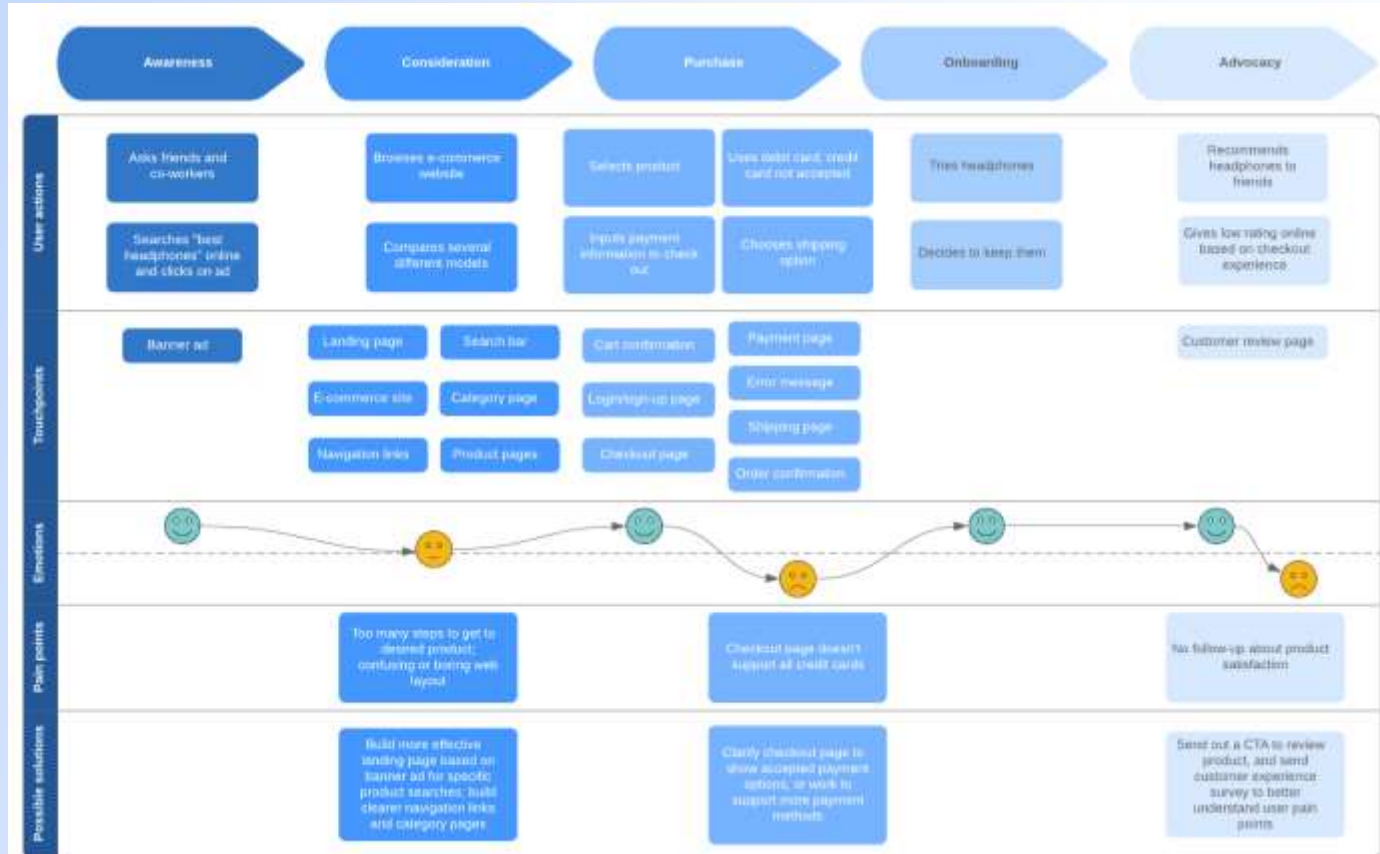 Awareness
Consideration
Purchase
Onboarding
Advocacy
User actions
Asks friends and
co-workers
Browses e-commerce
website
Selects product
Uses debit card, credit
card not accepted
Tries headphones
Recommends
headphones to
friends
Searches "best
headphones" online
and clicks on ad
Compares several
different models
Inputs payment
information to check
out
Chooses shipping
option
Decides to keep them
Gives low rating online
based on checkout
experience
Touchpoints
Banner ad
Landing page
Search bar
Cart confirmation
Payment page
Customer review page
E-commerce site
Category page
Login/sign-up page
Error message
Navigation links
Product pages
Checkout page
Shipping page
Order confirmation
Emotions
Pain points
Too many steps to get to
desired product;
confusing or boring web
layout
Checkout page doesn't
support all credit cards
No follow-up about product
satisfaction
Possible solutions
Build more effective
landing page based on
banner ad for specific
product searches; build
clearer navigation links
and category pages
Clarify checkout page to
show accepted payment
options, or work to
support more payment
methods
Send out a CTA to review
product, and send
customer experience
survey to better
understand user pain
points